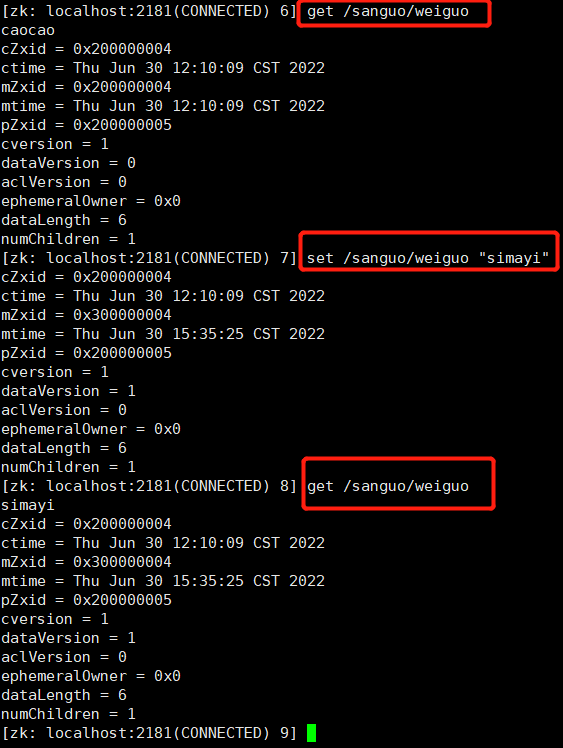 [zk: localhost:2181(CONNECTED) 6] get /sanguo/weiguo
caocao
cZxid = 0x200000004
ctime = Thu Jun 30 12:10:09 CST 2022
mZxid = 0x200000004
mtime = Thu Jun 30 12:10:09 CST 2022
pZxid = 0x200000005
cversion = 1
dataVersion = 0
aclVersion = 0
ephemeralOwner = 0x0
dataLength = 6
numChildren = 1
[zk: localhost:2181(CONNECTED) 7] set /sanguo/weiguo "simayi"
cZxid = 0x200000004
ctime = Thu Jun 30 12:10:09 CST 2022
mZxid = 0x300000004
mtime = Thu Jun 30 15:35:25 CST 2022
pZxid = 0x200000005
cversion = 1
dataVersion = 1
aclVersion = 0
ephemeralOwner = 0x0
dataLength = 6
numChildren = 1
[zk: localhost:2181(CONNECTED) 8] get /sanguo/weiguo
simayi
cZxid = 0x200000004
ctime = Thu Jun 30 12:10:09 CST 2022
mZxid = 0x300000004
mtime = Thu Jun 30 15:35:25 CST 2022
pZxid = 0x200000005
cversion = 1
dataVersion = 1
aclVersion = 0
ephemeralOwner = 0x0
dataLength = 6
numChildren = 1
[zk: localhost:2181(CONNECTED) 9]